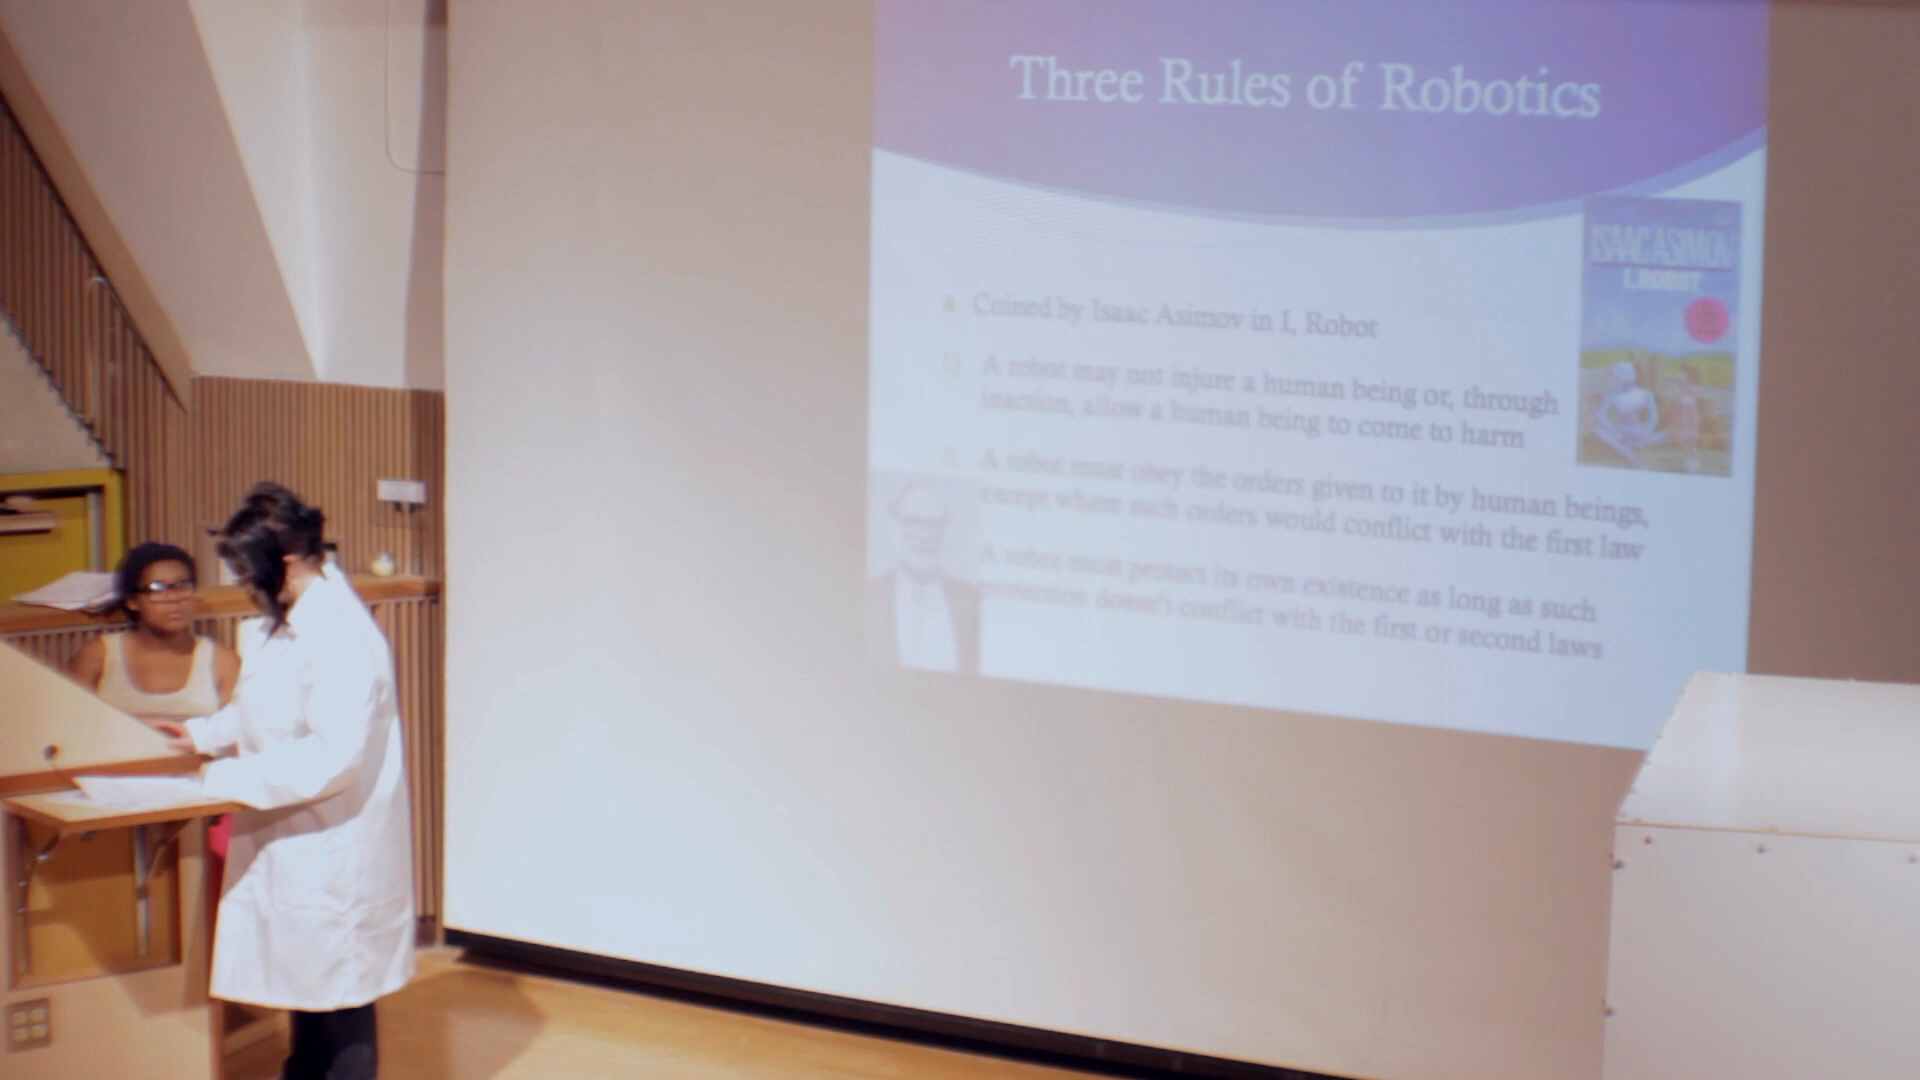 Three Rules of Robotics
ISAAC ASIMOV
I, ROBOT
Coined by Isaac Asimov in I, Robot
1) A robot may not injure a human being or, through
inaction, allow a human being to come to harm
2) A robot must obey the orders given to it by human beings,
except where such orders would conflict with the first law
A robot must protect its own existence as long as such
protection doesn't conflict with the first or second laws